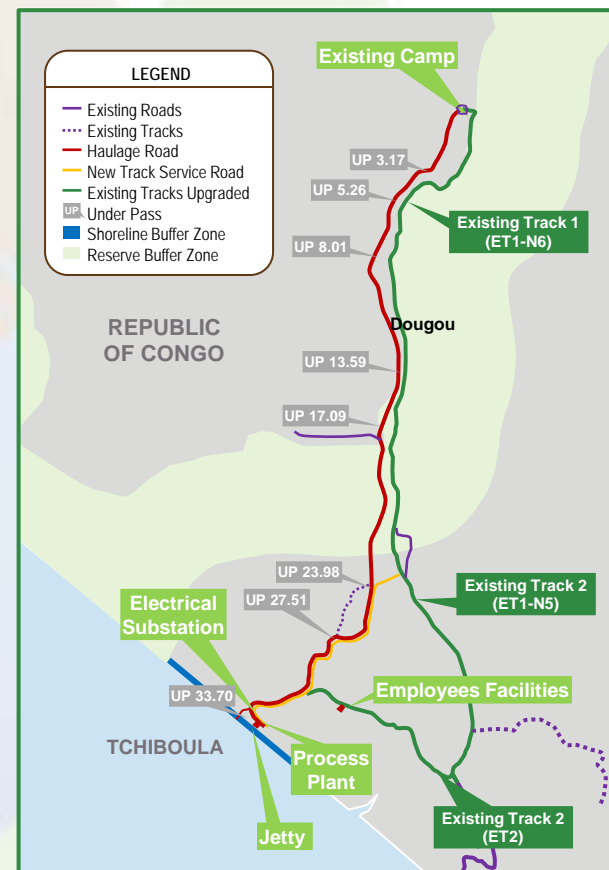 Existing Camp
LEGEND
Existing Roads
Existing Tracks
Haulage Road
New Track Service Road
Existing Tracks Upgraded
UP Under Pass
Shoreline Buffer Zone
Reserve Buffer Zone
UP 3.17
UP 5.26
Existing Track 1
(ET1-N6)
UP 8.01
REPUBLIC
OF CONGO
Dougou
UP 13.59
UP 17.09
UP 23.98
Existing Track 2
(ET1-N5)
UP 27.51
Electrical
Substation
Employees Facilities
UP 33.70
TCHIBOULA
Process
Plant
Existing Track 2
(ET2)
Jetty